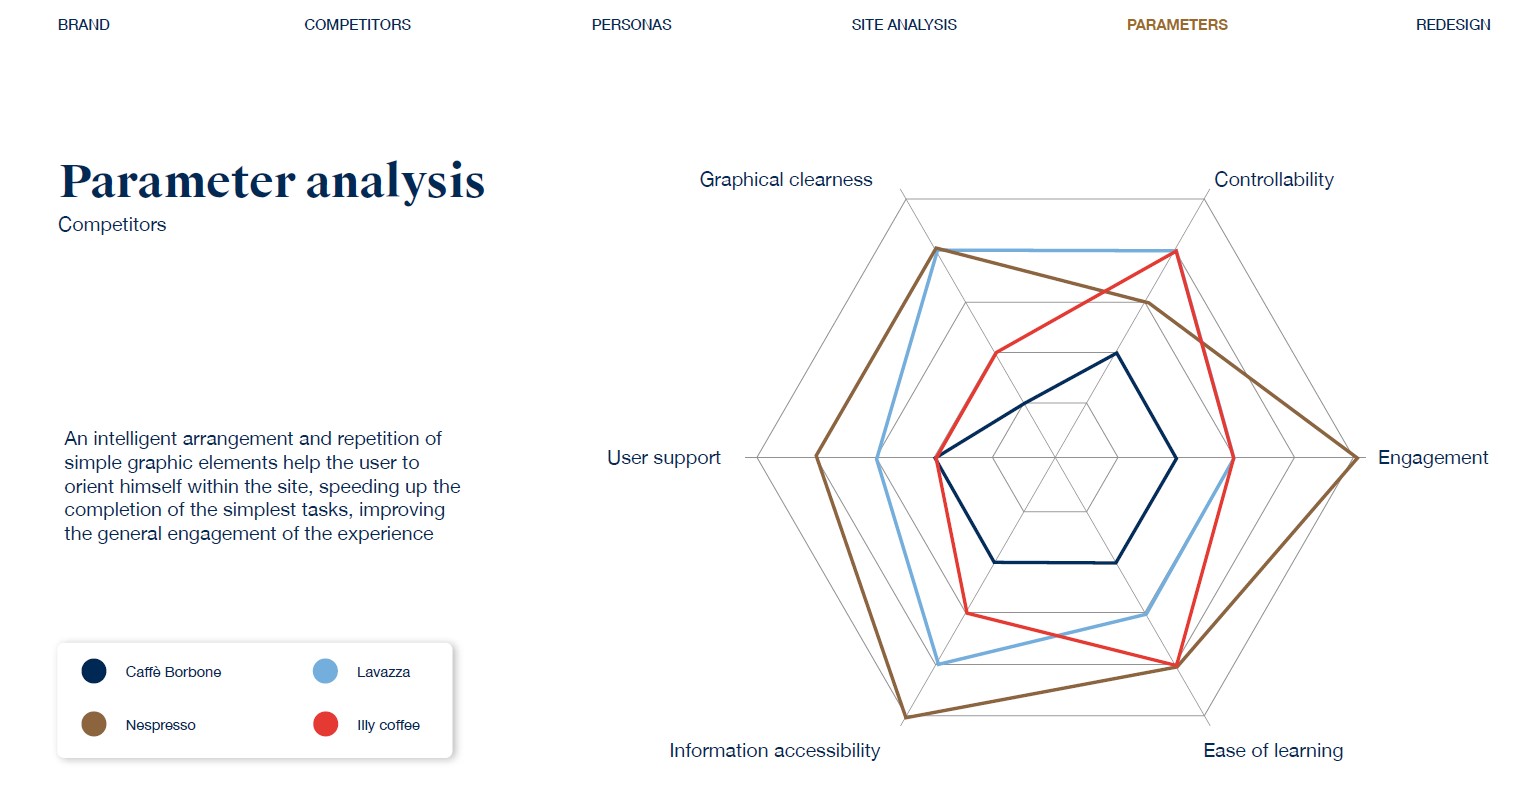 BRAND COMPETITORS PERSONAS SITE ANALYSIS PARAMETERS REDESIGN
Parameter analysis
Competitors
An intelligent arrangement and repetition of
simple graphic elements help the user to
orient himself within the site, speeding up the
completion of the simplest tasks, improving
the general engagement of the experience
Caffè Borbone
Lavazza
Nespresso
Illy coffee
Graphical clearness
Controllability
User support
Engagement
Information accessibility
Ease of learning